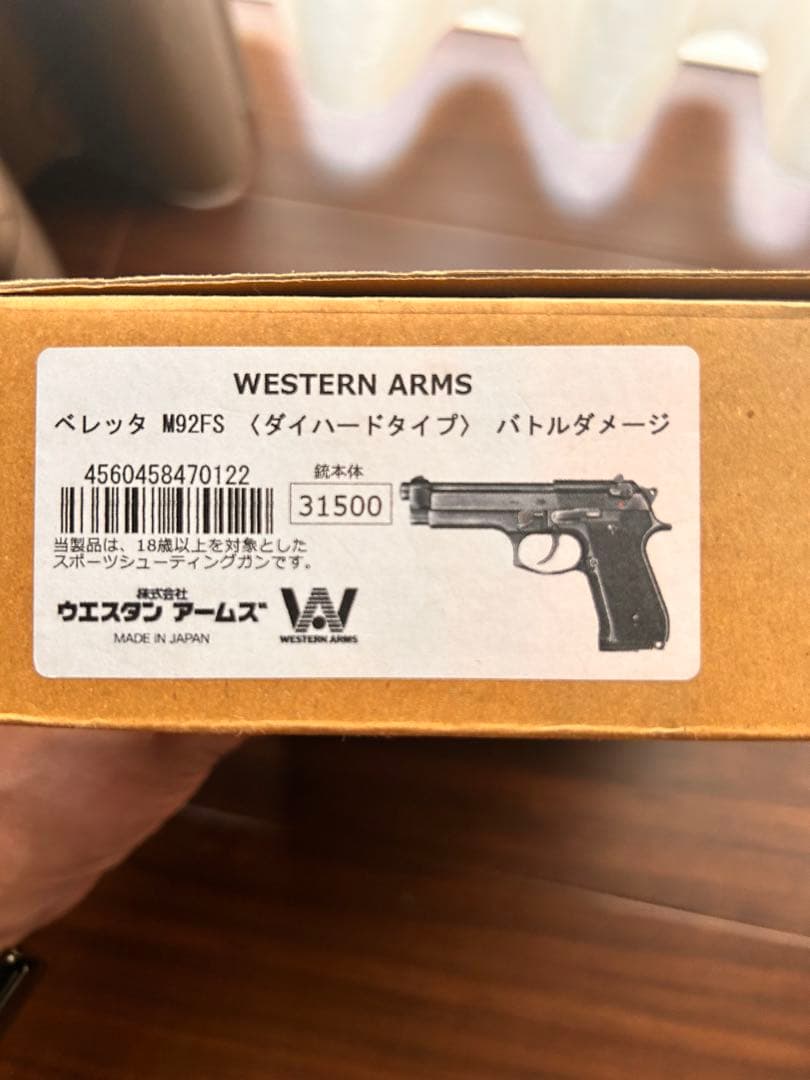 WESTERN ARMS
ベレッタ M92FS 〈ダイハードタイプ〉 バトルダメージ
4560458470122
銃本体
31500
当製品は、18歳以上を対象とした
スポーツシューティングガンです。
株式会社
ウエスタン アームズ
MADE IN JAPAN
WA
WESTERN ARMS